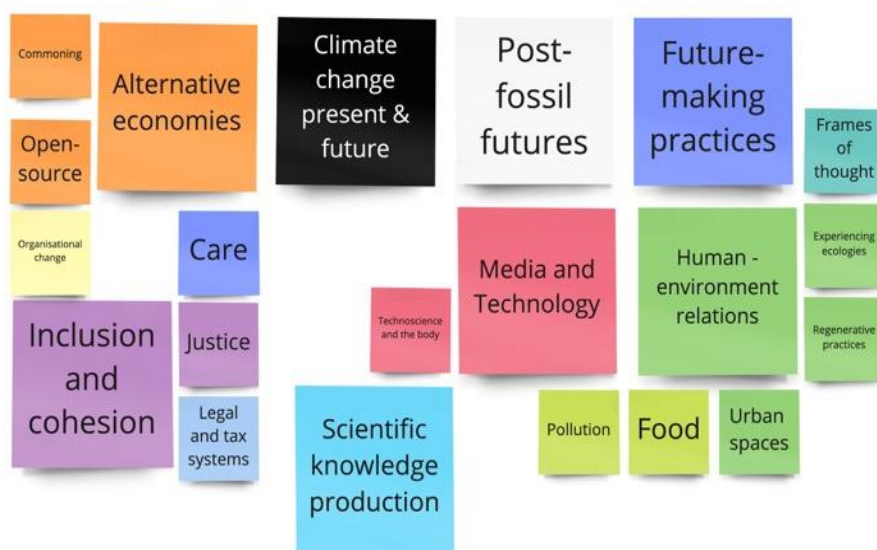 Commoning
Alternative
economies
Climate
change
present &
future
Post-
fossil
futures
Future-
making
practices
Open-
source
Frames
of
thought
Organisational
change
Care
Media and
Technology
Human -
environment
relations
Experiencing
ecologies
Technoscience
and the body
Inclusion
and
cohesion
Justice
Regenerative
practices
Legal
and tax
systems
Scientific
knowledge
production
Pollution
Food
Urban
spaces